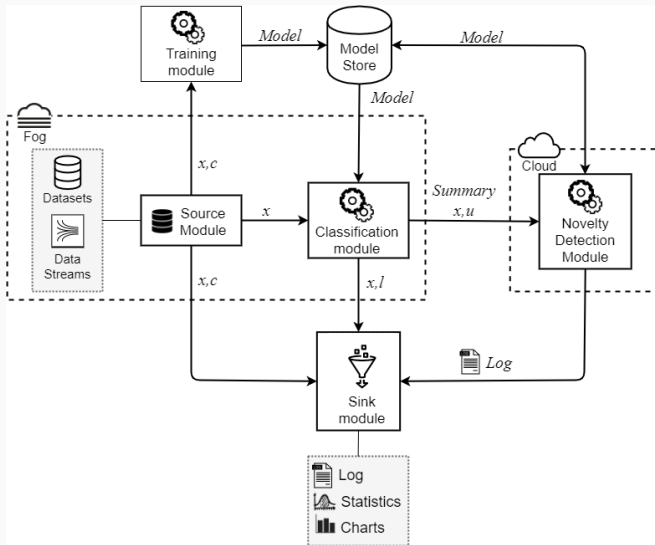 Training
module
Model
Model
Store
Model
Model
Fog
Cloud
x,c
Datasets
Data
Streams
Source
Module
x
Classification
module
Summary
x,u
Novelty
Detection
Module
x,c
x,l
Log
Sink
module
Log
Statistics
Charts